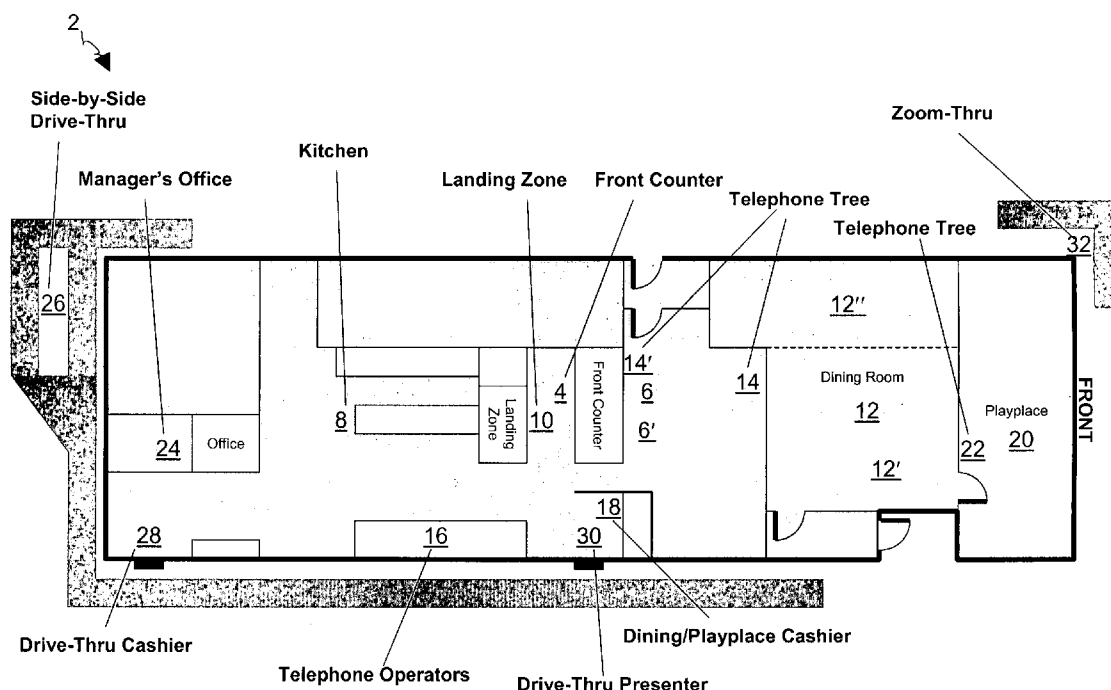 2
Side-by-Side
Drive-Thru
Zoom-Thru
Kitchen
Manager's Office
Landing Zone
Front Counter
Telephone Tree
Telephone Tree
32
26
12''
14'
4
6
14
Dining Room
FRONT
Front Counter
Landing
Zone
8
10
6'
12
Playplace
20
24
Office
22
12'
18
28
16
30
Drive-Thru Cashier
Dining/Playplace Cashier
Telephone Operators
Drive-Thru Presenter